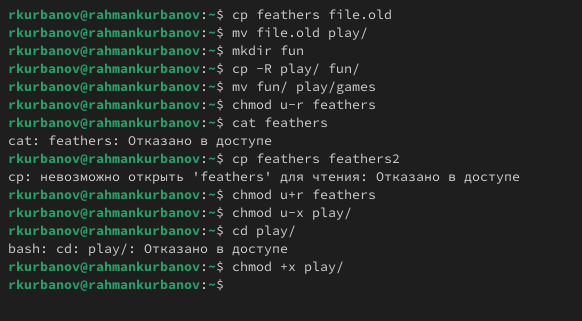 rkurbanov@rahmankurbanov:~$ cp feathers file.old
rkurbanov@rahmankurbanov:~$ mv file.old play/
rkurbanov@rahmankurbanov:~$ mkdir fun
rkurbanov@rahmankurbanov:~$ cp -R play/ fun/
rkurbanov@rahmankurbanov:~$ mv fun/ play/games
rkurbanov@rahmankurbanov:~$ chmod u-r feathers
rkurbanov@rahmankurbanov:~$ cat feathers
cat: feathers: Отказано в доступе
rkurbanov@rahmankurbanov:~$ cp feathers feathers2
cp: невозможно открыть 'feathers' для чтения: Отказано в доступе
rkurbanov@rahmankurbanov:~$ chmod u+r feathers
rkurbanov@rahmankurbanov:~$ chmod u-x play/
rkurbanov@rahmankurbanov:~$ cd play/
bash: cd: play/: Отказано в доступе
rkurbanov@rahmankurbanov:~$ chmod +x play/
rkurbanov@rahmankurbanov:~$